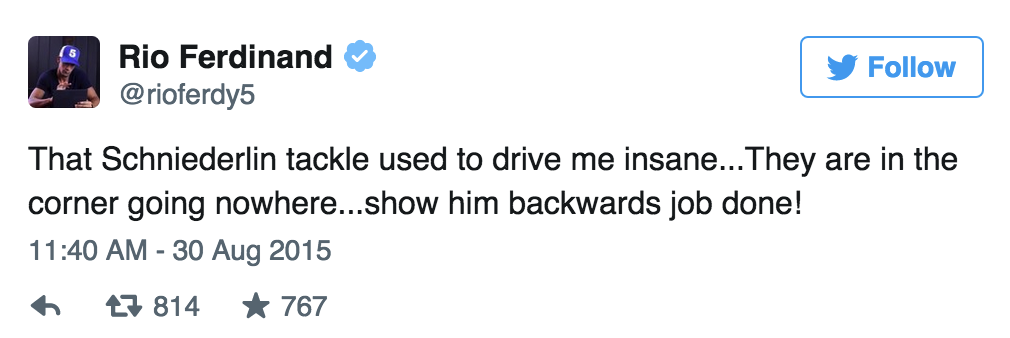 Rio Ferdinand
@rioferdy5
Follow
That Schniederlin tackle used to drive me insane...They are in the
corner going nowhere...show him backwards job done!
11:40 AM - 30 Aug 2015
814 767
5